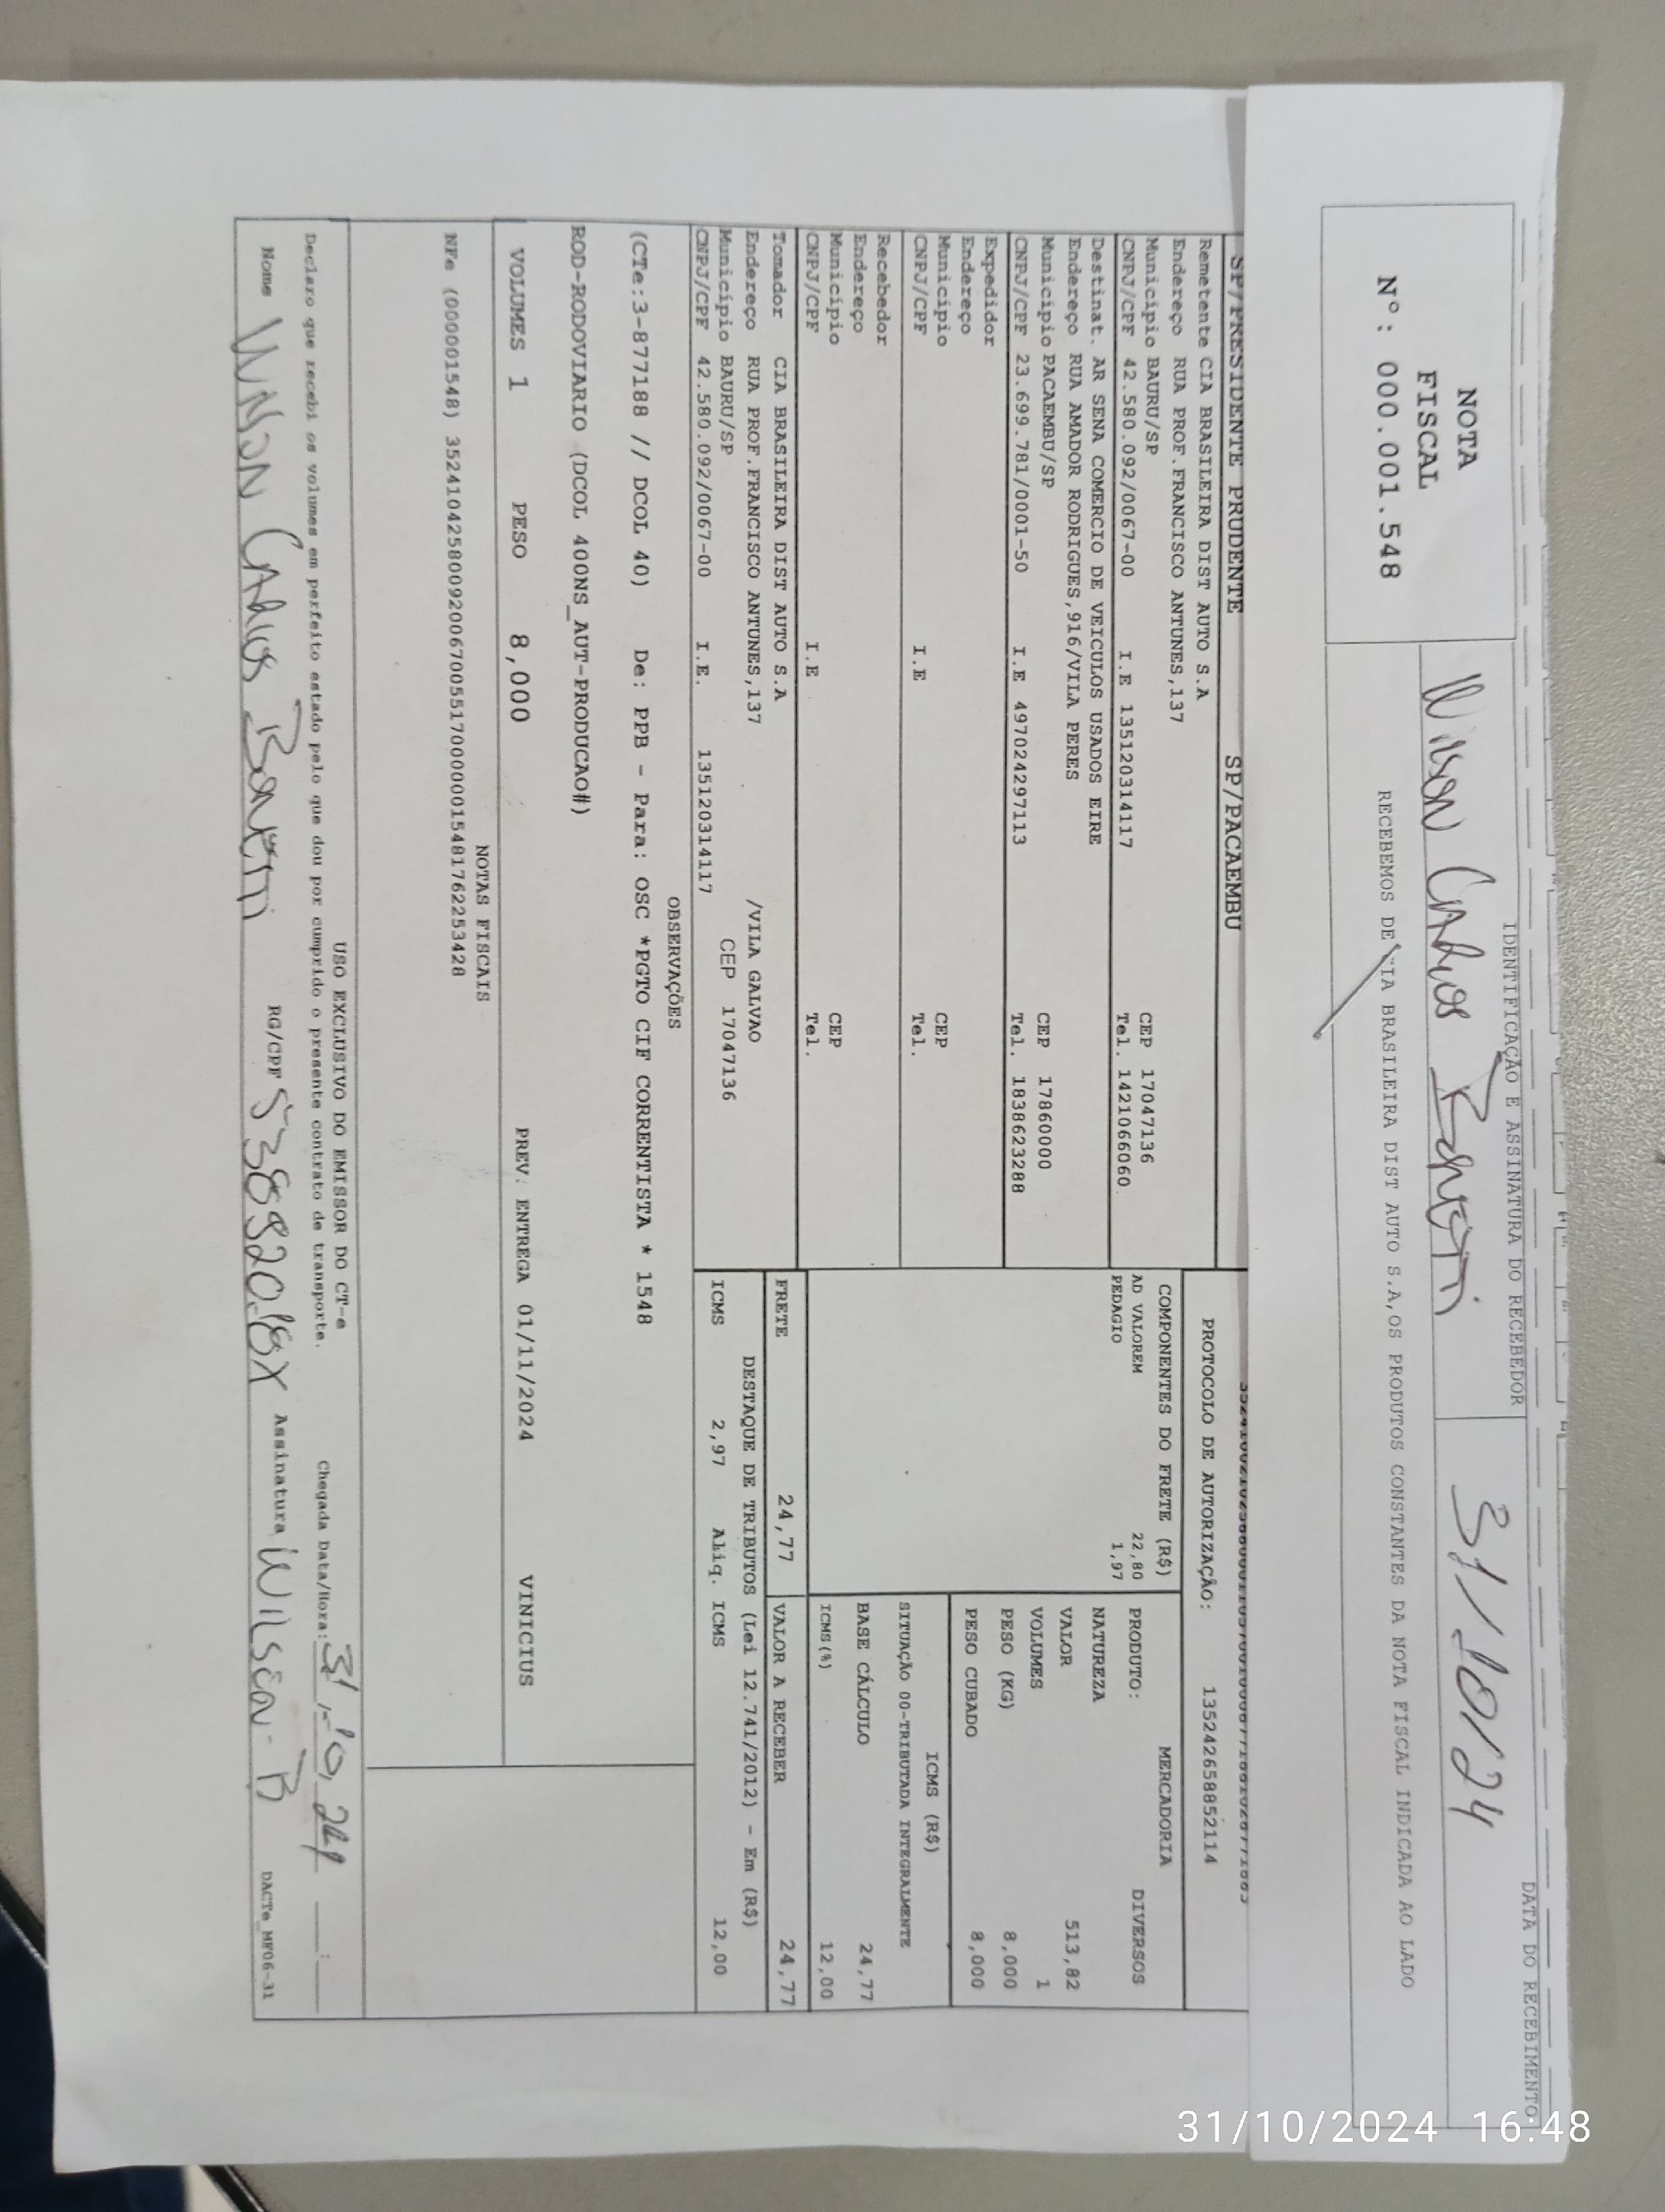 IDENTIFICAÇÃO E ASSINATURA DO RECEBEDOR
DATA DO RECEBIMENTO
NOTA
FISCAL
Nº: 000.001.548
Wilson Carlos
31/10/24
RECEBEMOS DE CIA BRASILEIRA DIST AUTO S.A,OS PRODUTOS CONSTANTES DA NOTA FISCAL INDICADA AO LADO
SP/PRESIDENTE PRUDENTE SP/PACAEMBU
Remetente CIA BRASILEIRA DIST AUTO S.A
Endereço RUA PROF.FRANCISCO ANTUNES,137
Município BAURU/SP CEP 17047136
CNPJ/CPF 42.580.092/0067-00 I.E 135120314117 Tel. 1421066060
Destinat. AR SENA COMERCIO DE VEICULOS USADOS EIRE
Endereço RUA AMADOR RODRIGUES,916/VILA PERES
Município PACAEMBU/SP CEP 17860000
CNPJ/CPF 23.699.781/0001-50 I.E 497024297113 Tel. 1838623288
Expedidor
Endereço
Município CEP
CNPJ/CPF I.E Tel.
Recebedor
Endereço
Município CEP
CNPJ/CPF I.E Tel.
Tomador CIA BRASILEIRA DIST AUTO S.A
Endereço RUA PROF.FRANCISCO ANTUNES,137 /VILA GALVAO
Município BAURU/SP CEP 17047136
CNPJ/CPF 42.580.092/0067-00 I.E. 135120314117
PROTOCOLO DE AUTORIZAÇÃO: 135242658852114
COMPONENTES DO FRETE (R$)
AD VALOREM 22,80
PEDAGIO 1,97
MERCADORIA
PRODUTO: DIVERSOS
NATUREZA
VALOR 513,82
VOLUMES 1
PESO (KG) 8,000
PESO CUBADO 8,000
ICMS (R$)
SITUAÇÃO 00-TRIBUTADA INTEGRALMENTE
BASE CÁLCULO 24,77
ICMS(%) 12,00
FRETE 24,77 VALOR A RECEBER 24,77
DESTAQUE DE TRIBUTOS (Lei 12.741/2012) - Em (R$)
ICMS 2,97 Aliq. ICMS 12,00
OBSERVAÇÕES
(CTe:3-877188 // DCOL 40) De: PPB - Para: OSC *PGTO CIF CORRENTISTA * 1548
ROD-RODOVIARIO (DCOL 400NS_AUT-PRODUCAO#)
VOLUMES 1 PESO 8,000 PREV. ENTREGA 01/11/2024 VINICIUS
NOTAS FISCAIS
NFe (000001548) 35241042580092006700551700000015481762253428
USO EXCLUSIVO DO EMISSOR DO CT-e
Declaro que recebi os volumes em perfeito estado pelo que dou por cumprido o presente contrato de transporte. Chegada Data/Hora: 31/10/24 __:__
Nome Wilson Carlos RG/CPF Assinatura Wilson B DACTe_MF06-31
31/10/2024 16:48